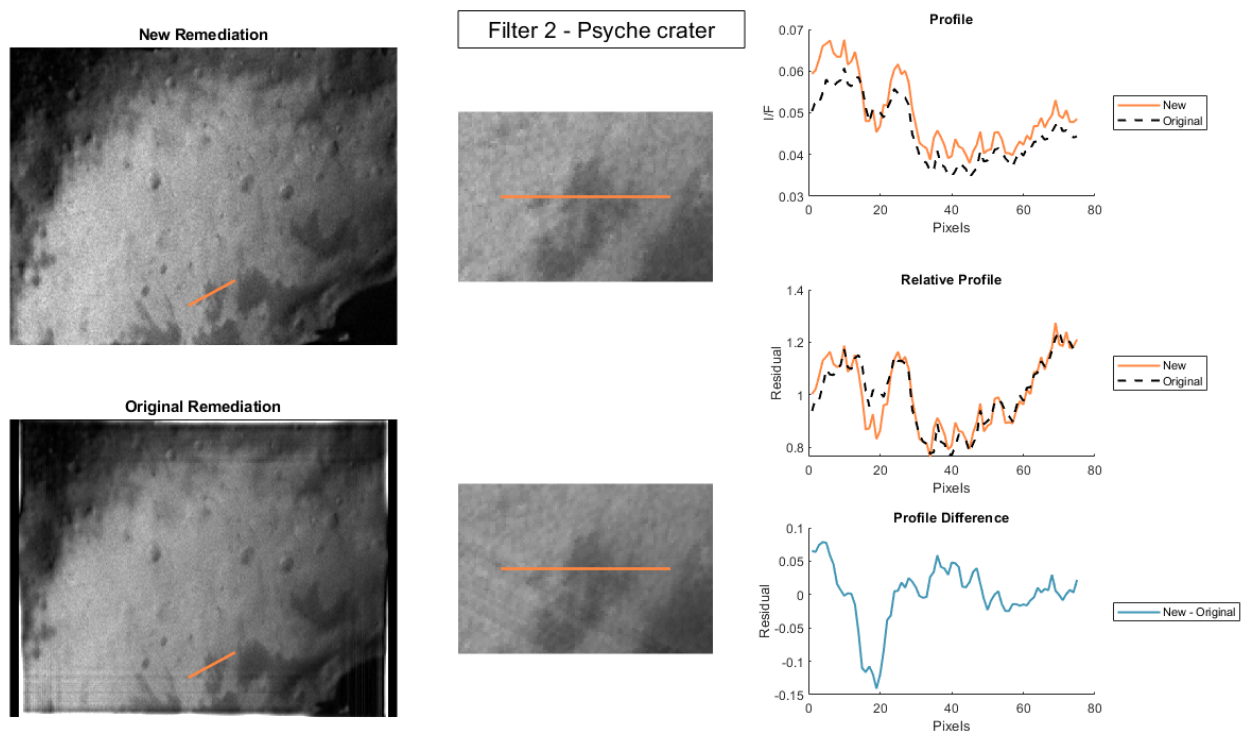 New Remediation
Filter 2 - Psyche crater
Profile
0.07
0.06
0.05
0.04
0.03
I/F
0 20 40 60 80
Pixels
New
Original
Relative Profile
1.4
1.2
1
0.8
Residual
0 20 40 60 80
Pixels
New
Original
Original Remediation
Profile Difference
0.1
0.05
0
-0.05
-0.1
-0.15
Residual
0 20 40 60 80
Pixels
New - Original